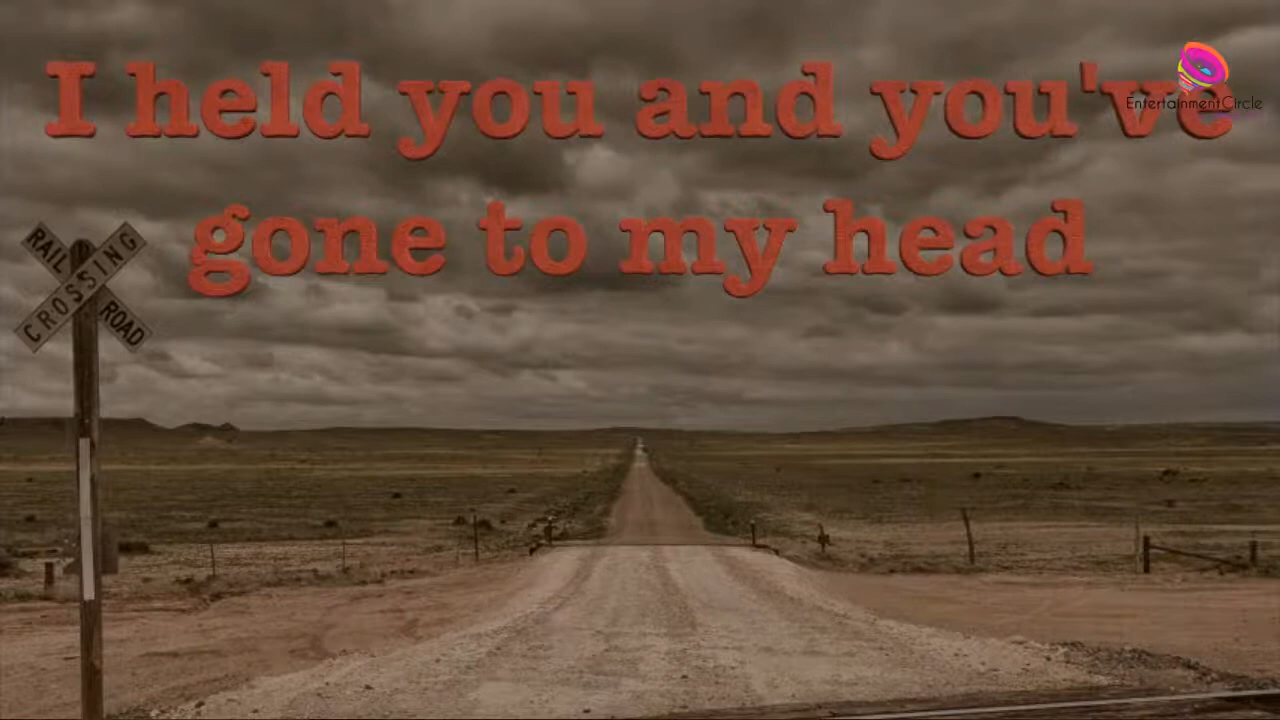 I held you and you've
EntertainmentCircle
gone to my head
RAIL ROAD
CROSSING